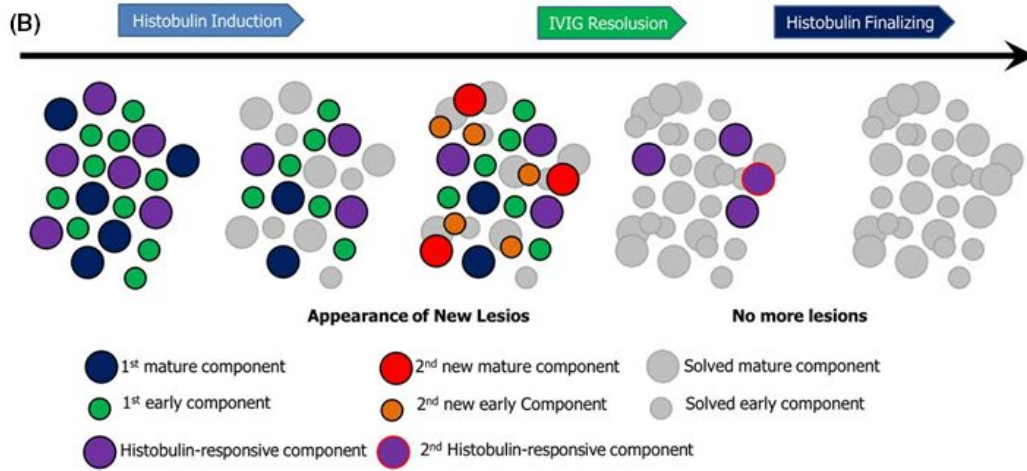 (B)
Histobulin Induction
IVIG Resolusion
Histobulin Finalizing
Appearance of New Lesios
No more lesions
1st mature component
2nd new mature component
Solved mature component
1st early component
2nd new early Component
Solved early component
Histobulin-responsive component
2nd Histobulin-responsive component